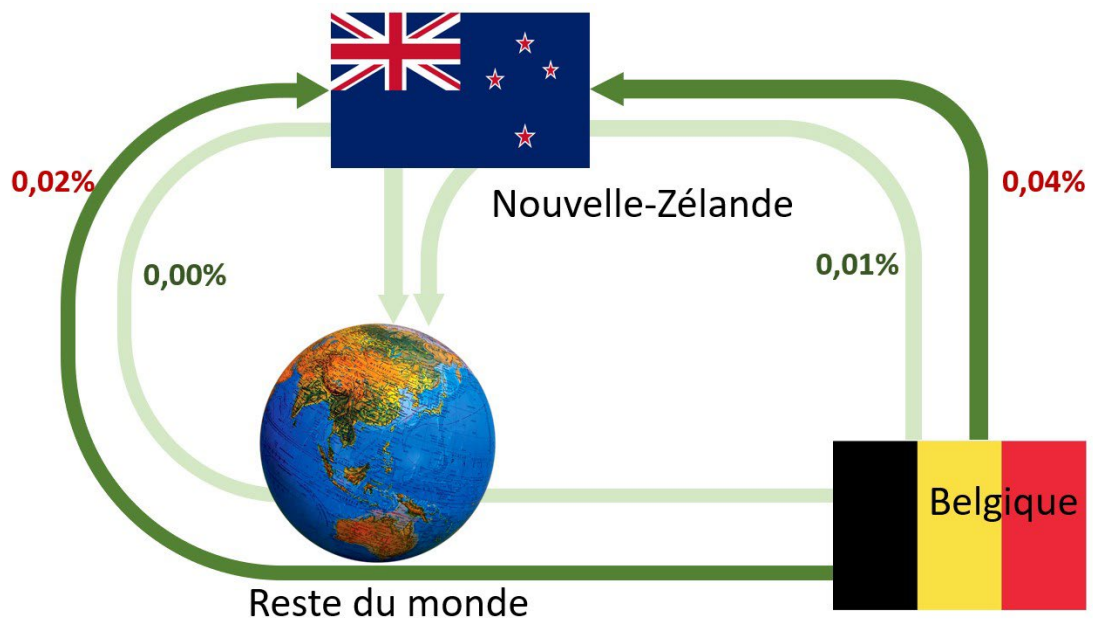 Nouvelle-Zélande
0,02%
0,04%
0,00%
0,01%
Belgique
Reste du monde